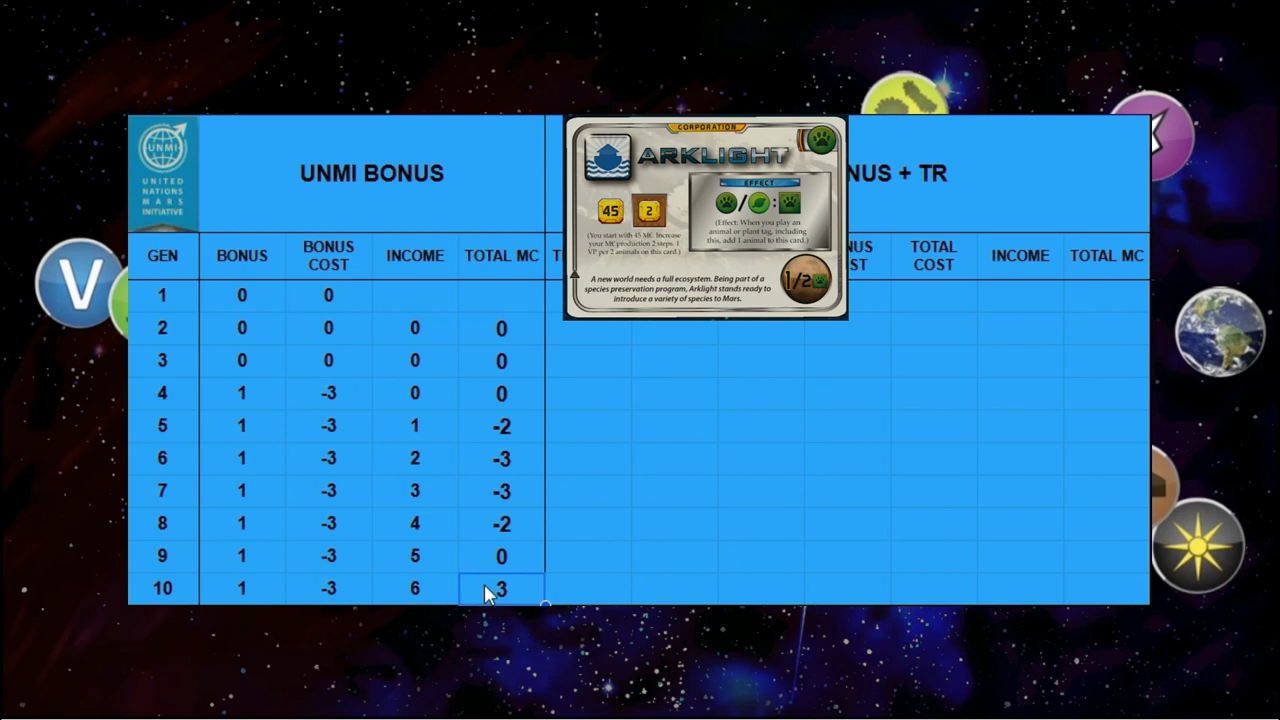 UNMI
UNITED
NATIONS
MARS
INITIATIVE
UNMI BONUS
NUS + TR
CORPORATION
ARKLIGHT
45 2
EFFECT
/ :
(You start with 45 M€. Increase
your M€ production 2 steps. 1
VP per 2 animals on this card.)
(Effect: When you play an
animal or plant tag, including
this, add 1 animal to this card.)
A new world needs a full ecosystem. Being part of a
species preservation program, Arklight stands ready to
introduce a variety of species to Mars.
1/2
V
GEN BONUS BONUS COST INCOME TOTAL MC T NUS ST TOTAL COST INCOME TOTAL MC
1 0 0
2 0 0 0 0
3 0 0 0 0
4 1 -3 0 0
5 1 -3 1 -2
6 1 -3 2 -3
7 1 -3 3 -3
8 1 -3 4 -2
9 1 -3 5 0
10 1 -3 6 3